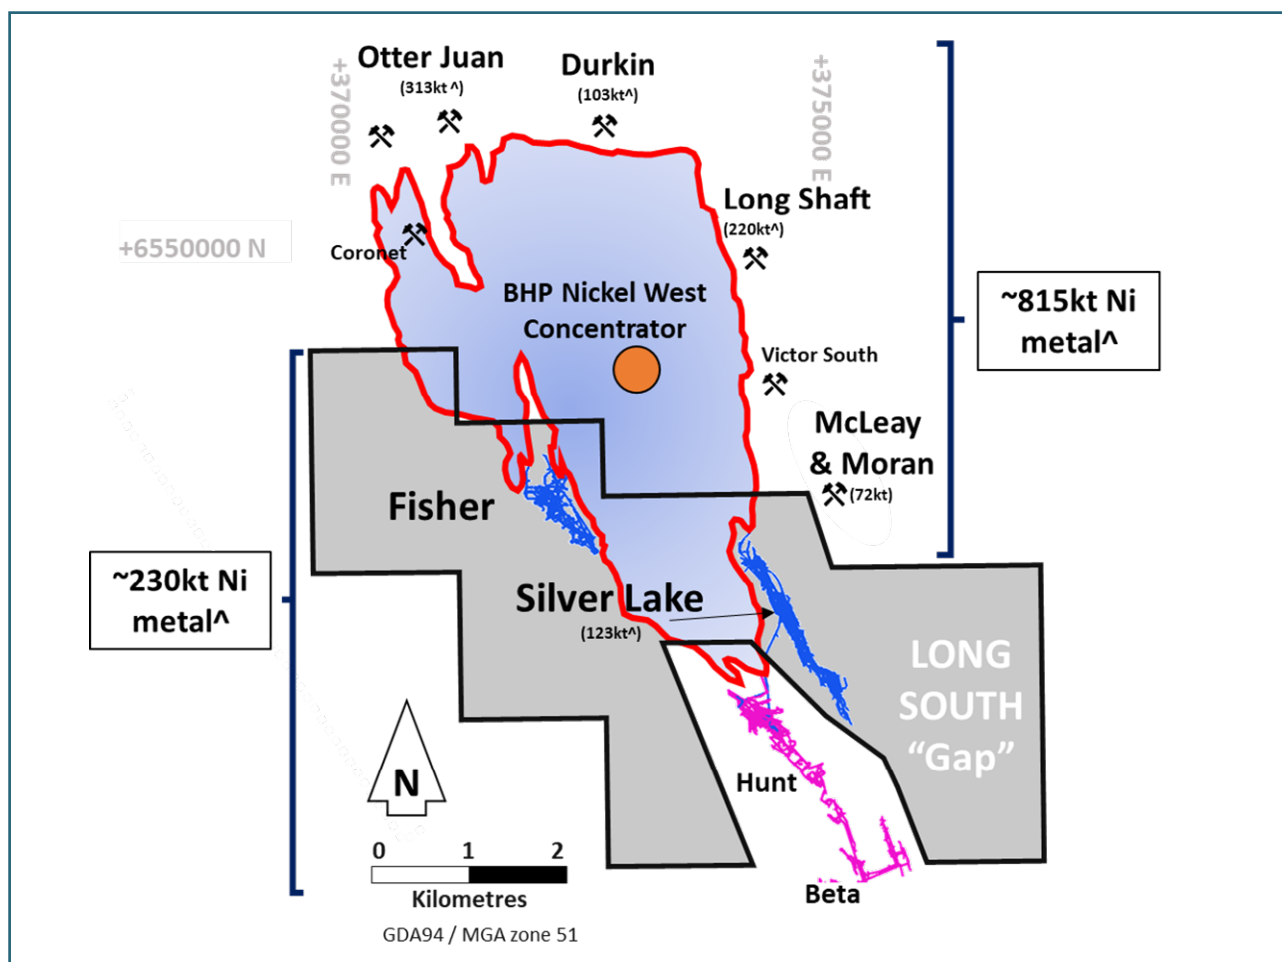 Otter Juan
(313kt ^)
Durkin
(103kt^)
+370000 E
+375000 E
Long Shaft
(220kt^)
+6550000 N
Coronet
BHP Nickel West
Concentrator
~815kt Ni
metal^
Victor South
McLeay
& Moran
(72kt)
Fisher
~230kt Ni
metal^
Silver Lake
(123kt^)
LONG
SOUTH
“Gap”
N
Hunt
0 1 2
Kilometres
Beta
GDA94 / MGA zone 51